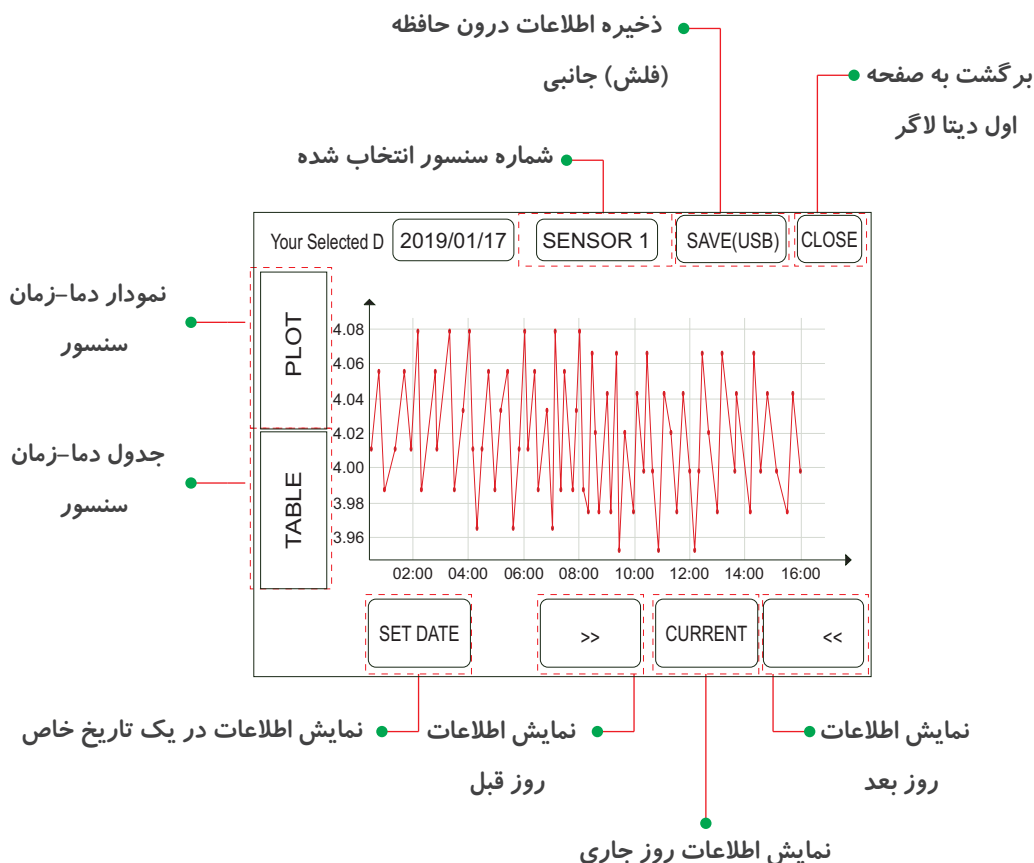 ذخیره اطلاعات درون حافظه
(فلش) جانبی
برگشت به صفحه
اول دیتا لاگر
شماره سنسور انتخاب شده
Your Selected D 2019/01/17 SENSOR 1 SAVE(USB) CLOSE
نمودار دما-زمان
سنسور
PLOT
جدول دما-زمان
سنسور
TABLE
4.08
4.06
4.04
4.02
4.00
3.98
3.96
02:00 04:00 06:00 08:00 10:00 12:00 14:00 16:00
SET DATE >> CURRENT <<
نمایش اطلاعات در یک تاریخ خاص
نمایش اطلاعات
روز قبل
نمایش اطلاعات
روز بعد
نمایش اطلاعات روز جاری